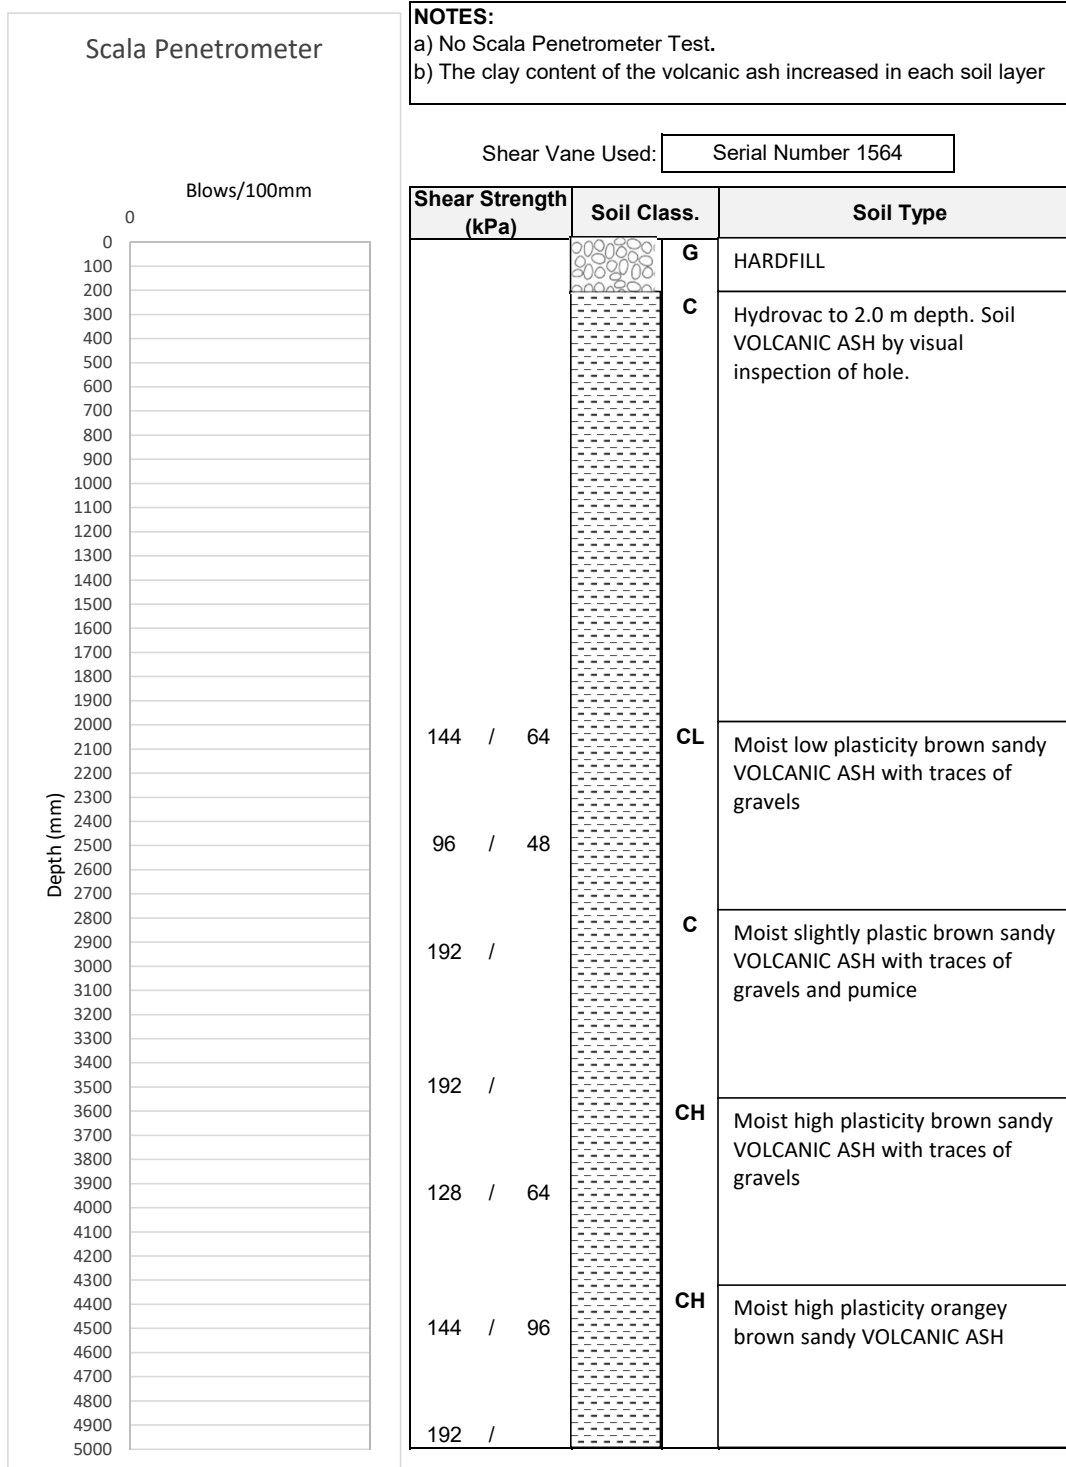 Scala Penetrometer
Blows/100mm
0
0
100
200
300
400
500
600
700
800
900
1000
1100
1200
1300
1400
1500
1600
1700
1800
1900
2000
2100
2200
2300
2400
2500
2600
2700
2800
2900
3000
3100
3200
3300
3400
3500
3600
3700
3800
3900
4000
4100
4200
4300
4400
4500
4600
4700
4800
4900
5000
Depth (mm)
NOTES:
a) No Scala Penetrometer Test.
b) The clay content of the volcanic ash increased in each soil layer
Shear Vane Used: Serial Number 1564
Shear Strength (kPa) Soil Class. Soil Type
G HARDFILL
C Hydrovac to 2.0 m depth. Soil
VOLCANIC ASH by visual
inspection of hole.
144 / 64 CL Moist low plasticity brown sandy
VOLCANIC ASH with traces of
gravels
96 / 48
C Moist slightly plastic brown sandy
192 / VOLCANIC ASH with traces of
gravels and pumice
192 /
CH Moist high plasticity brown sandy
VOLCANIC ASH with traces of
gravels
128 / 64
CH Moist high plasticity orangey
144 / 96 brown sandy VOLCANIC ASH
192 /